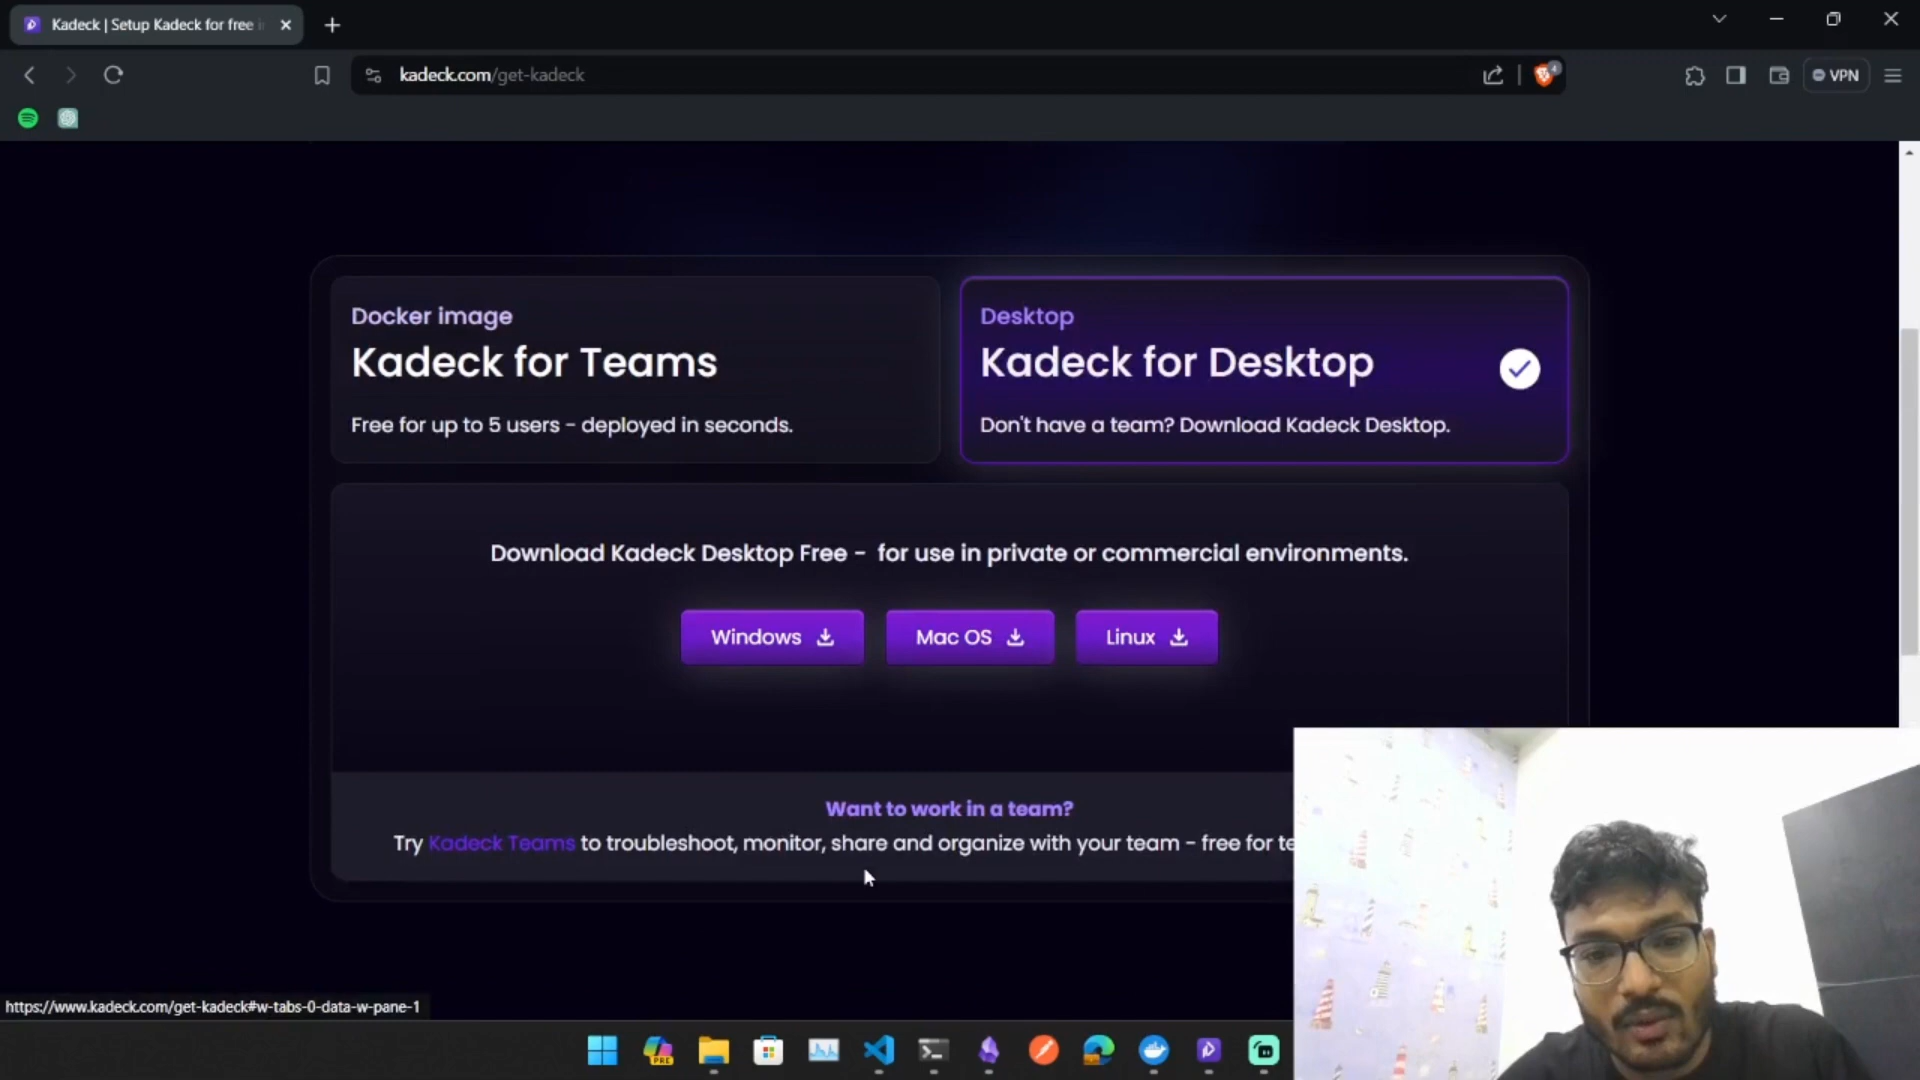 Kadeck | Setup Kadeck for free i
kadeck.com/get-kadeck
4
VPN
Docker image
Kadeck for Teams
Free for up to 5 users - deployed in seconds.
Desktop
Kadeck for Desktop
Don't have a team? Download Kadeck Desktop.
Download Kadeck Desktop Free - for use in private or commercial environments.
Windows
Mac OS
Linux
Want to work in a team?
Try Kadeck Teams to troubleshoot, monitor, share and organize with your team - free for te
https://www.kadeck.com/get-kadeck#w-tabs-0-data-w-pane-1
PRE